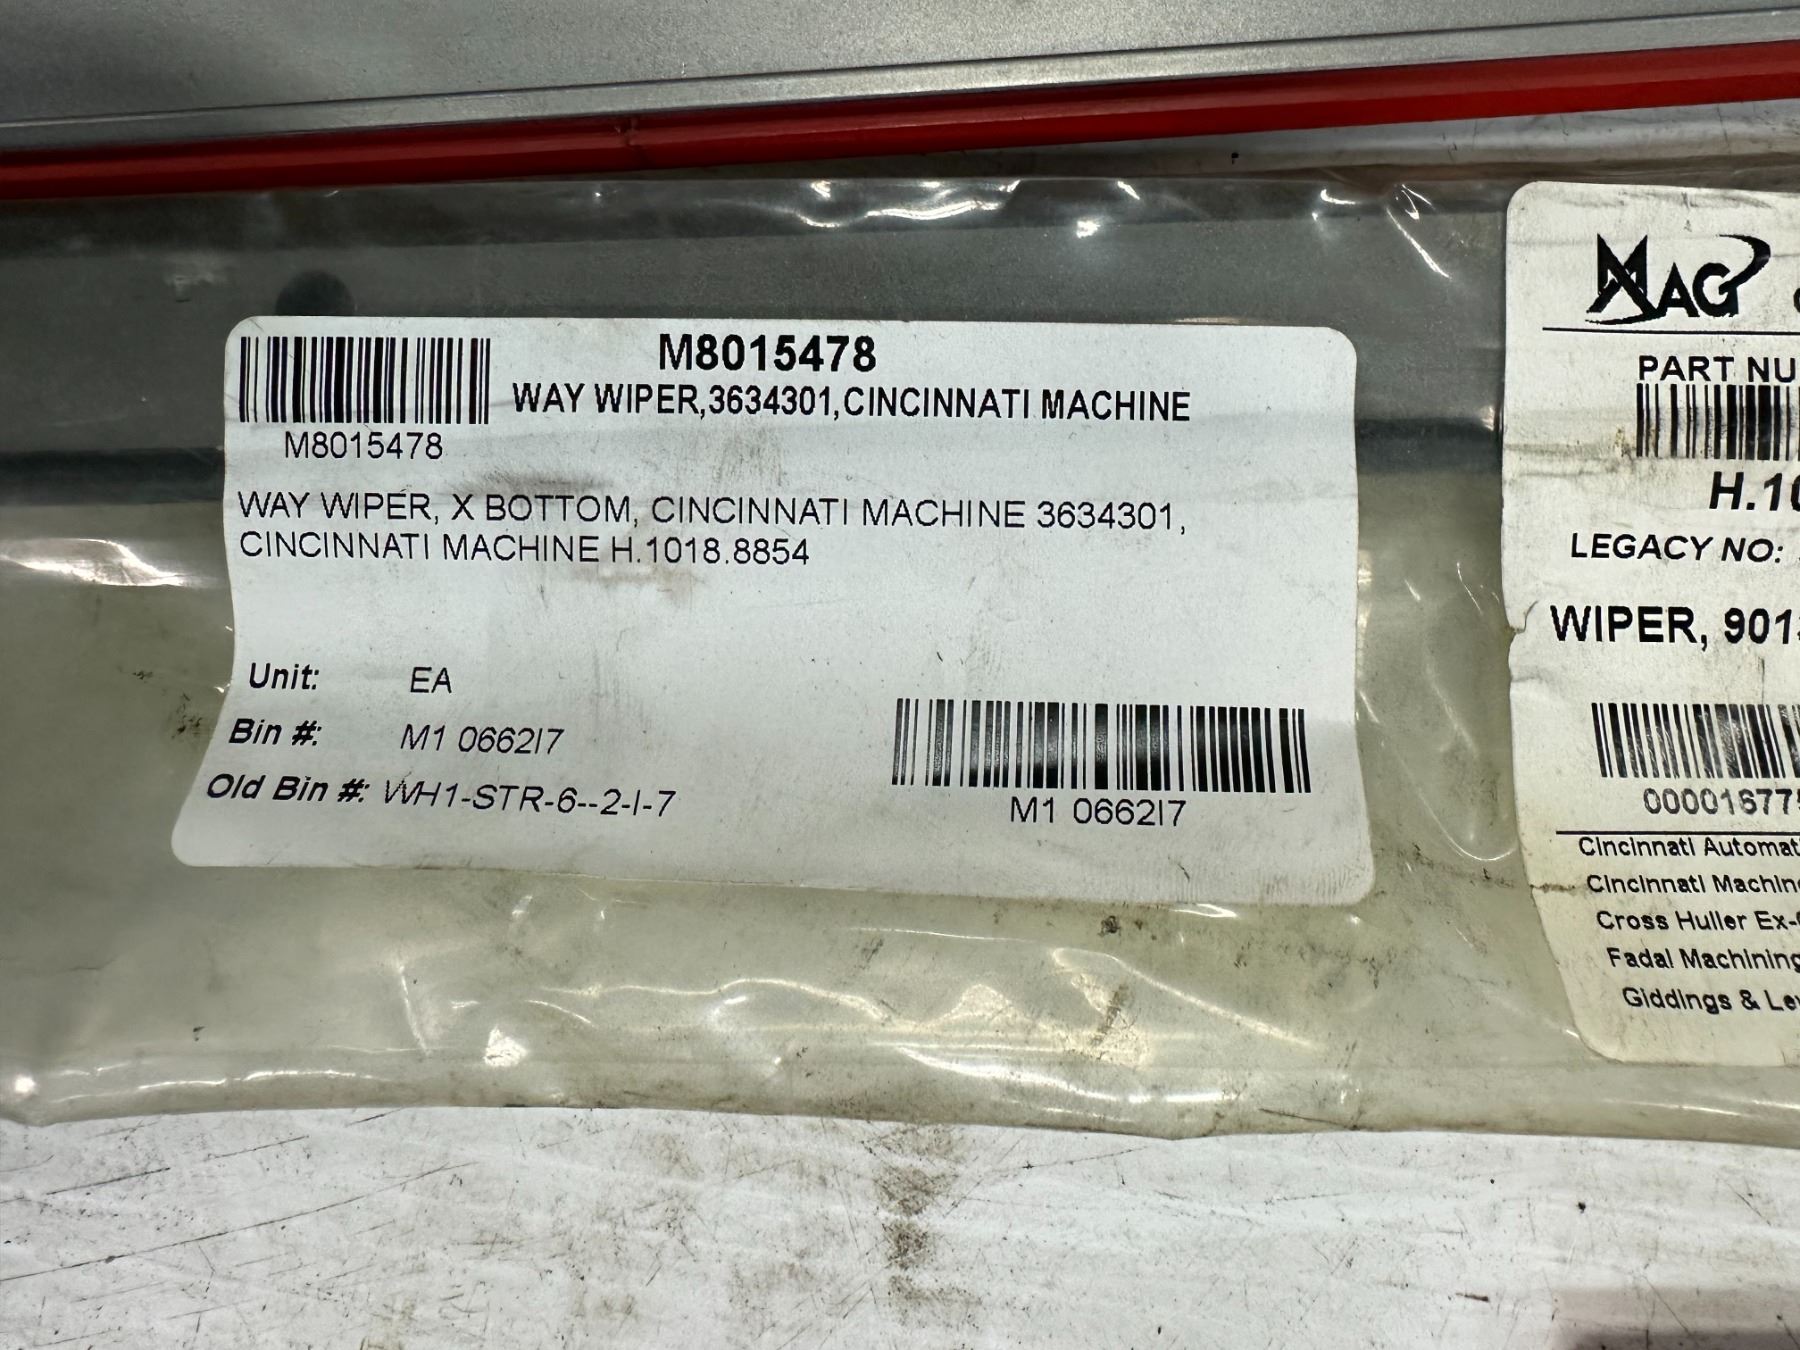 M8015478
WAY WIPER,3634301,CINCINNATI MACHINE
M8015478
WAY WIPER, X BOTTOM, CINCINNATI MACHINE 3634301,
CINCINNATI MACHINE H.1018.8854
Unit: EA
Bin #: M1 0662I7
Old Bin #: WH1-STR-6--2-I-7
M1 0662I7
MAG
PART NU
H.10
LEGACY NO:
WIPER, 901
00001677
Cincinnati Automat
Cincinnati Machin
Cross Huller Ex-
Fadal Machining
Giddings & Le